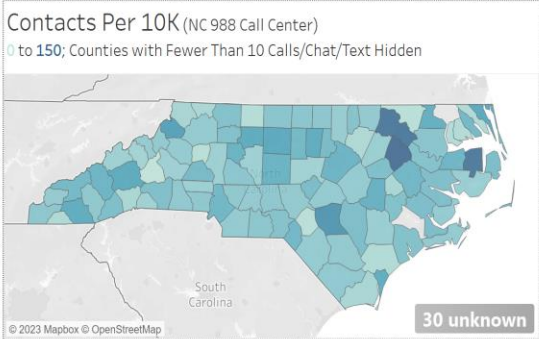 Contacts Per 10K (NC 988 Call Center)
0 to 150; Counties with Fewer Than 10 Calls/Chat/Text Hidden
South
Carolina
30 unknown
© 2023 Mapbox © OpenStreetMap